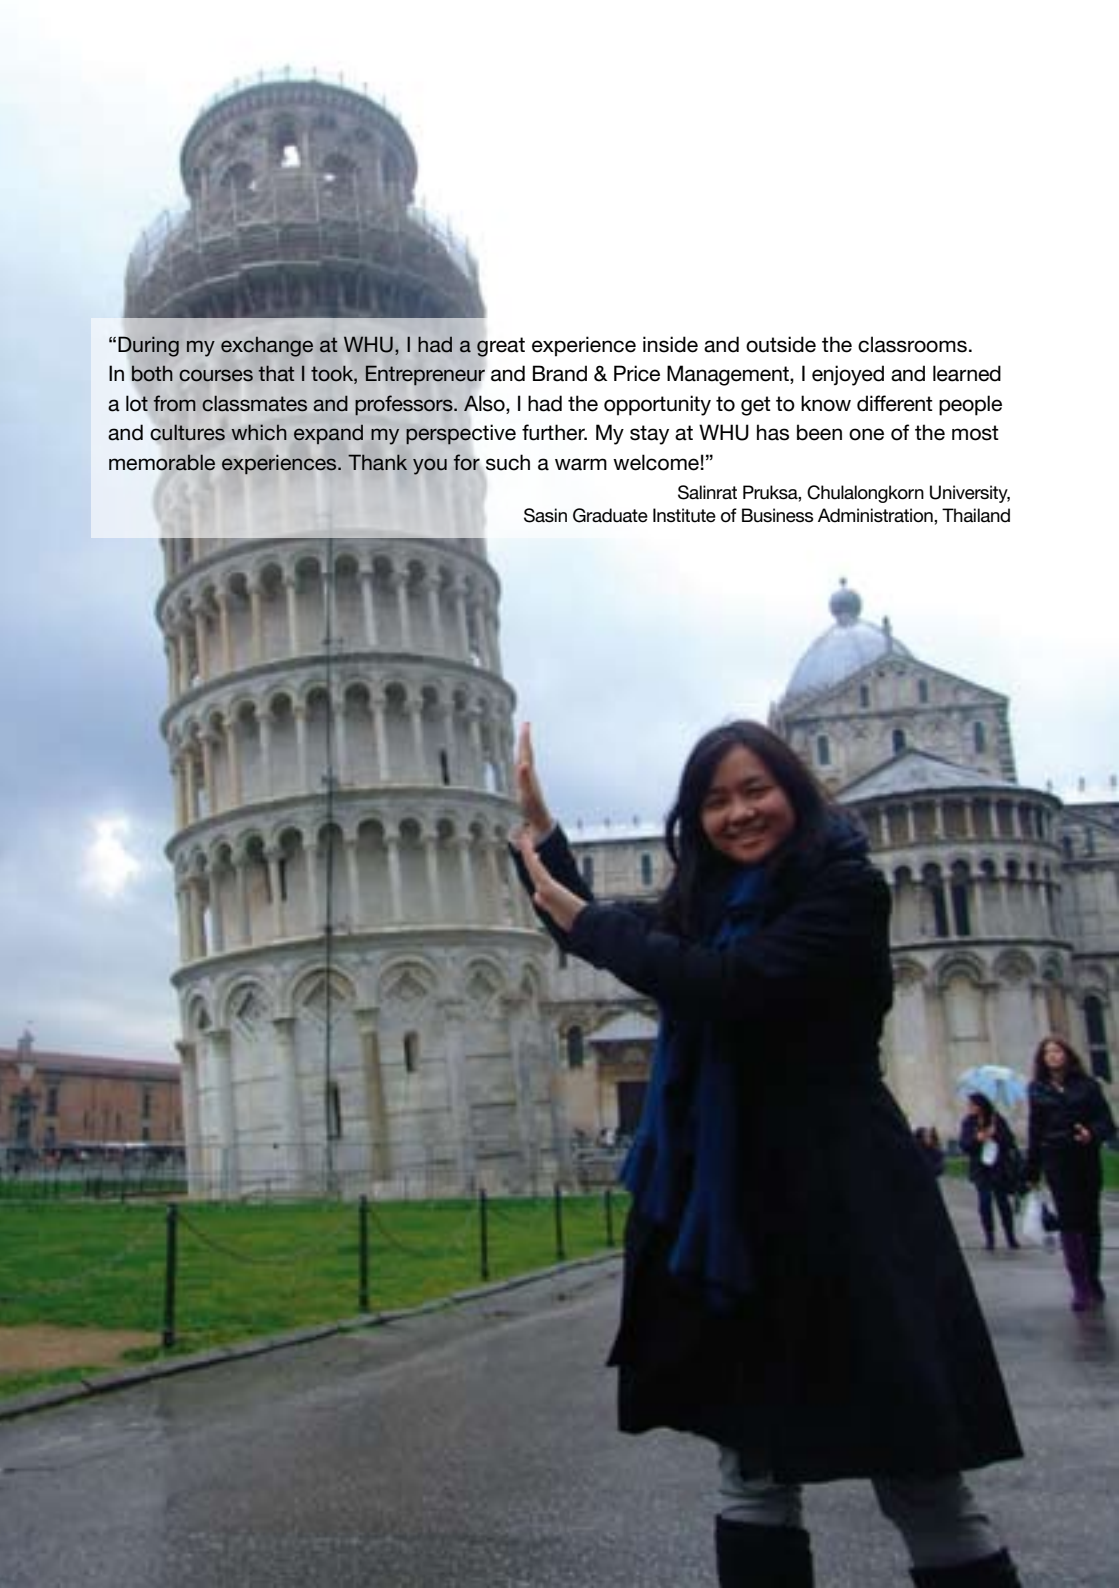 “During my exchange at WHU, I had a great experience inside and outside the classrooms.
In both courses that I took, Entrepreneur and Brand & Price Management, I enjoyed and learned
a lot from classmates and professors. Also, I had the opportunity to get to know different people
and cultures which expand my perspective further. My stay at WHU has been one of the most
memorable experiences. Thank you for such a warm welcome!”
Salinrat Pruksa, Chulalongkorn University,
Sasin Graduate Institute of Business Administration, Thailand